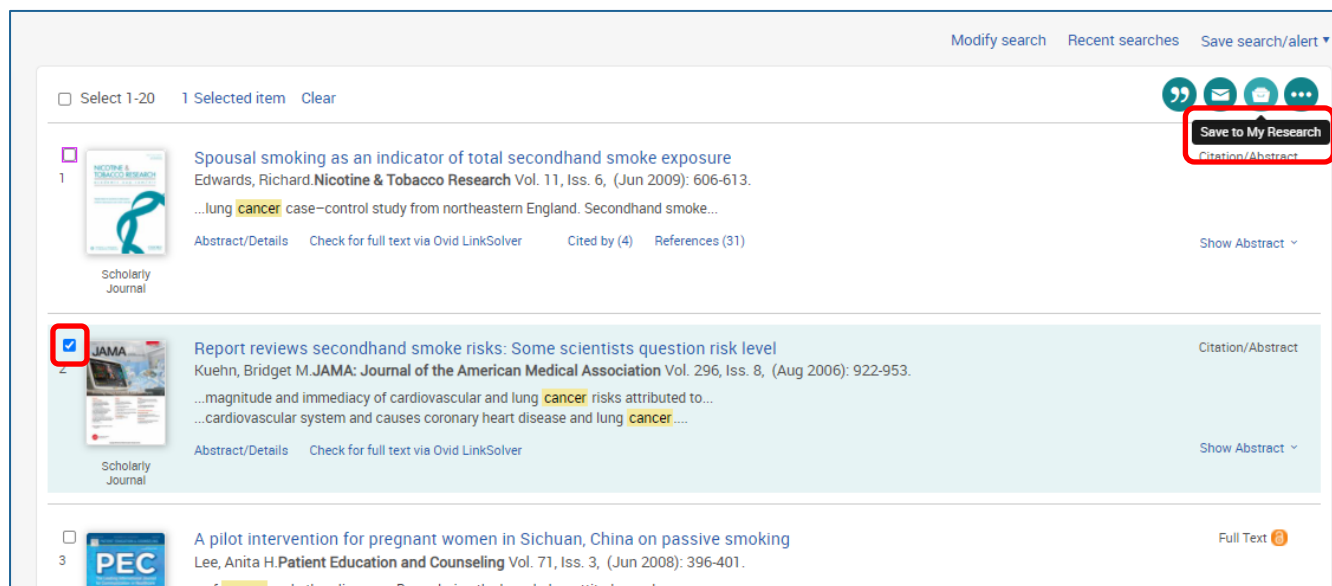 Modify search Recent searches Save search/alert
Select 1-20 1 Selected item Clear
Save to My Research
1
NICOTINE & TOBACCO RESEARCH
Spousal smoking as an indicator of total secondhand smoke exposure
Citation/Abstract
Edwards, Richard.Nicotine & Tobacco Research Vol. 11, Iss. 6, (Jun 2009): 606-613.
...lung cancer case–control study from northeastern England. Secondhand smoke...
Abstract/Details Check for full text via Ovid LinkSolver Cited by (4) References (31)
Show Abstract
Scholarly
Journal
2
JAMA
Report reviews secondhand smoke risks: Some scientists question risk level
Citation/Abstract
Kuehn, Bridget M.JAMA: Journal of the American Medical Association Vol. 296, Iss. 8, (Aug 2006): 922-953.
...magnitude and immediacy of cardiovascular and lung cancer risks attributed to...
...cardiovascular system and causes coronary heart disease and lung cancer....
Abstract/Details Check for full text via Ovid LinkSolver
Show Abstract
Scholarly
Journal
3
PEC
A pilot intervention for pregnant women in Sichuan, China on passive smoking
Full Text
Lee, Anita H.Patient Education and Counseling Vol. 71, Iss. 3, (Jun 2008): 396-401.